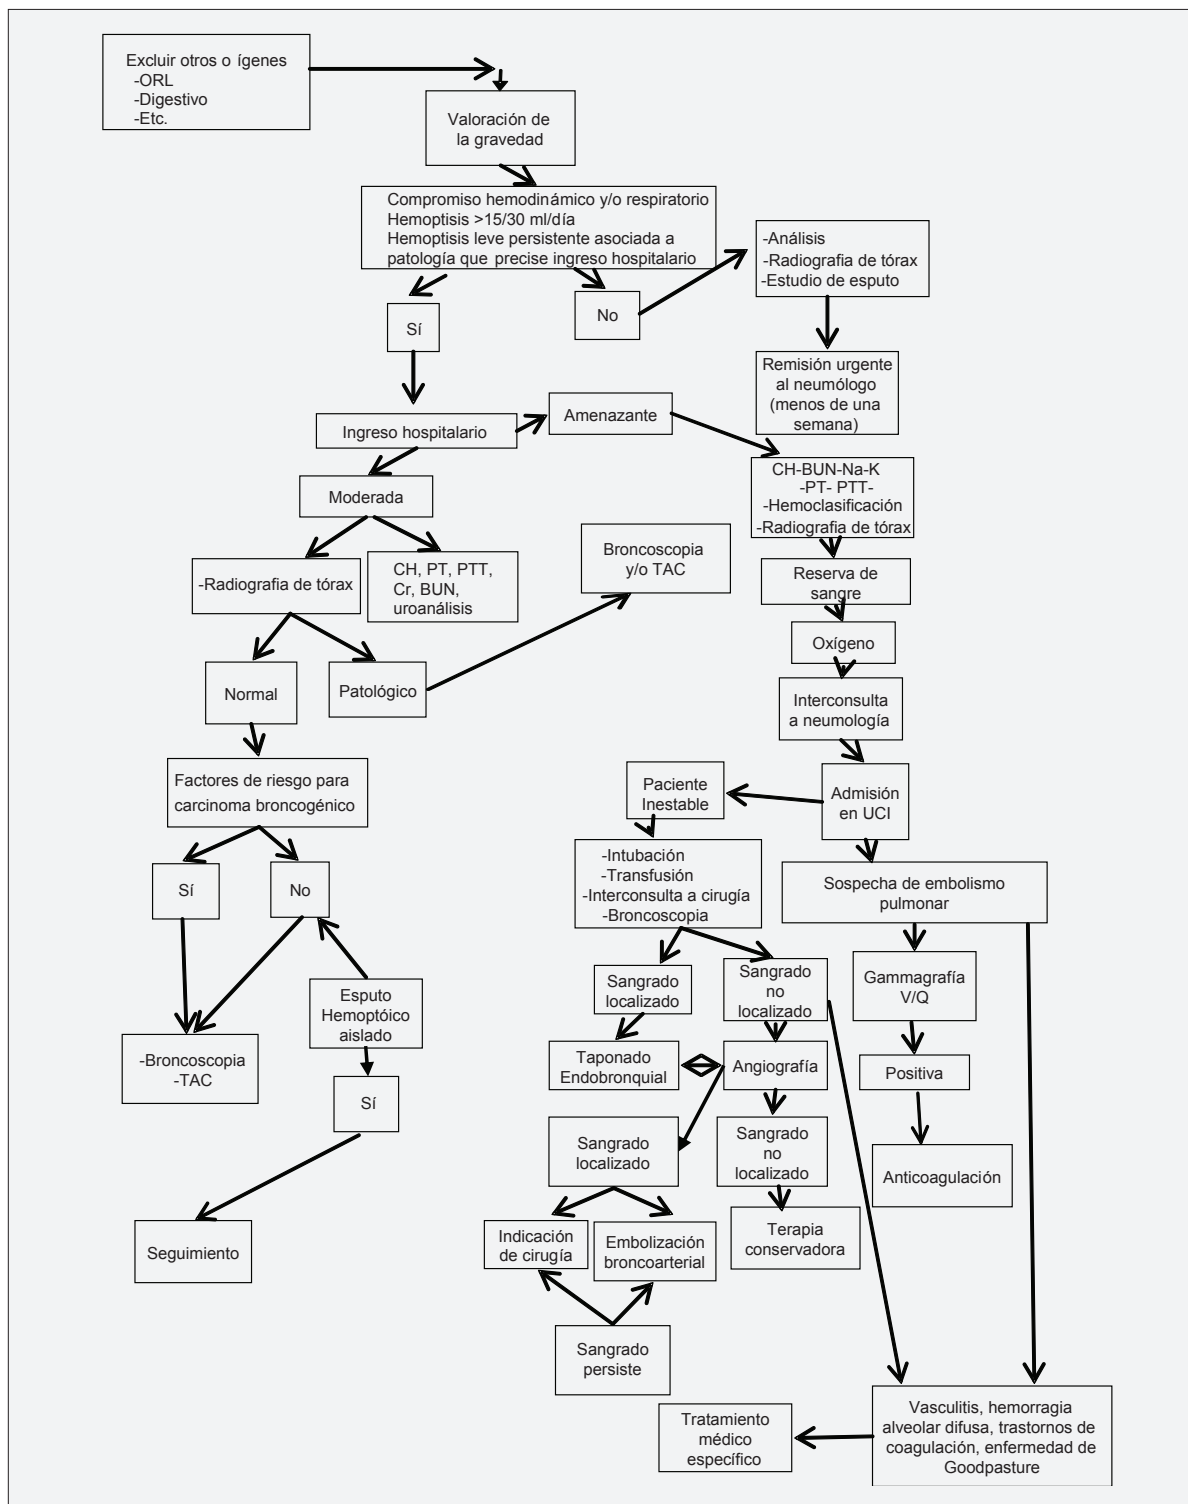 Excluir otros o ígenes
-ORL
-Digestivo
-Etc.
Valoración de
la gravedad
Compromiso hemodinámico y/o respiratorio
Hemoptisis >15/30 ml/día
Hemoptisis leve persistente asociada a
patología que precise ingreso hospitalario
-Análisis
-Radiografia de tórax
-Estudio de esputo
Sí
No
Remisión urgente
al neumólogo
(menos de una
semana)
Ingreso hospitalario
Amenazante
CH-BUN-Na-K
-PT- PTT-
-Hemoclasificación
-Radiografia de tórax
Moderada
-Radiografia de tórax
CH, PT, PTT,
Cr, BUN,
uroanálisis
Broncoscopia
y/o TAC
Reserva de
sangre
Oxígeno
Normal
Patológico
Interconsulta
a neumología
Factores de riesgo para
carcinoma broncogénico
Paciente
Inestable
Admisión
en UCI
Sí
No
-Intubación
-Transfusión
-Interconsulta a cirugía
-Broncoscopia
Sospecha de embolismo
pulmonar
Esputo
Hemoptóico
aislado
Sangrado
localizado
Sangrado
no
localizado
Gammagrafía
V/Q
-Broncoscopia
-TAC
Taponado
Endobronquial
Angiografía
Positiva
Sí
Sangrado
localizado
Sangrado
no
localizado
Anticoagulación
Seguimiento
Indicación
de cirugía
Embolización
broncoarterial
Terapia
conservadora
Sangrado
persiste
Tratamiento
médico
específico
Vasculitis, hemorragia
alveolar difusa, trastornos de
coagulación, enfermedad de
Goodpasture